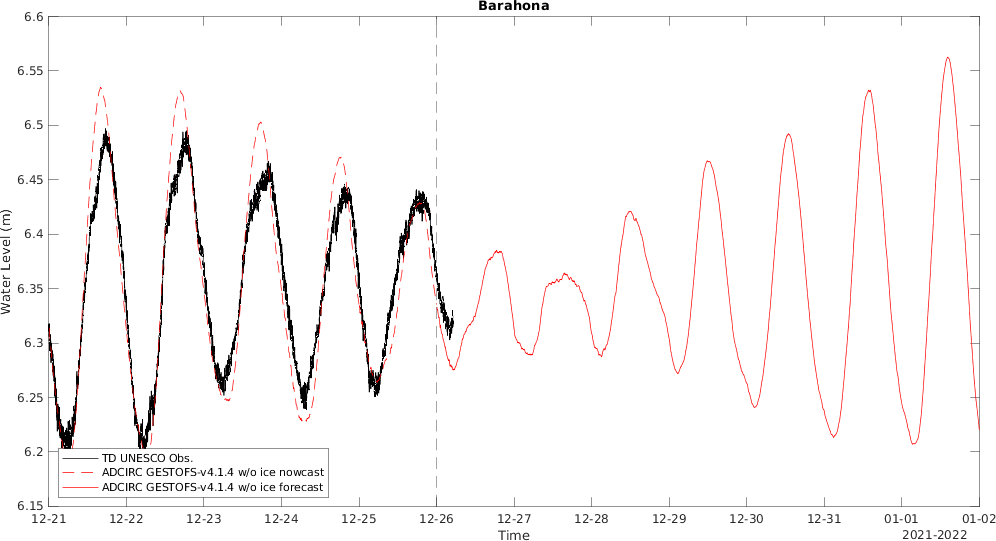 Barahona
6.6
6.55
6.5
6.45
6.4
6.35
6.3
6.25
6.2
6.15
Water Level (m)
TD UNESCO Obs.
ADCIRC GESTOFS-v4.1.4 w/o ice nowcast
ADCIRC GESTOFS-v4.1.4 w/o ice forecast
12-21 12-22 12-23 12-24 12-25 12-26 12-27 12-28 12-29 12-30 12-31 01-01 01-02
Time
2021-2022